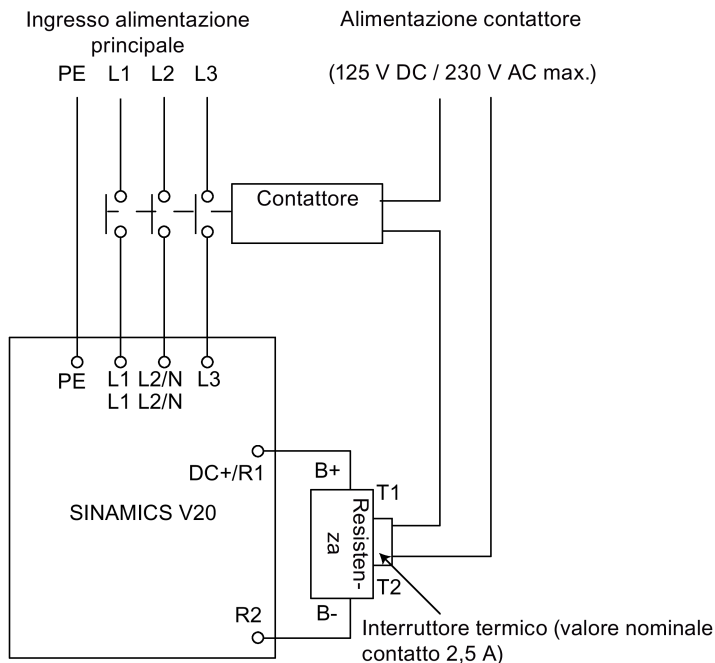 Ingresso alimentazione
principale
Alimentazione contattore
PE L1 L2 L3
(125 V DC / 230 V AC max.)
Contattore
PE L1 L2/N L3
L1 L2/N
DC+/R1
B+
T1
SINAMICS V20
Resisten-
za
T2
R2
B-
Interruttore termico (valore nominale
contatto 2,5 A)